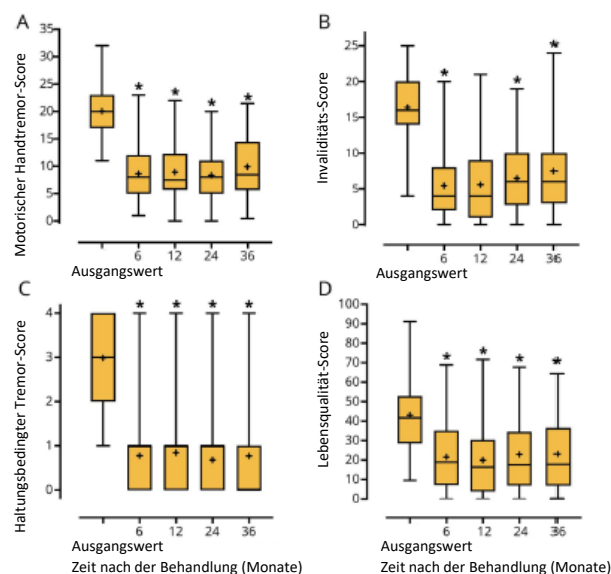 A
Motorischer Handtremor-Score
35
30
25
20
15
10
5
0
* * * *
6 12 24 36
Ausgangswert
B
Invaliditäts-Score
25
20
15
10
5
0
* * *
6 12 24 36
Ausgangswert
C
Haltungsbedingter Tremor-Score
4
3
2
1
0
* * * *
6 12 24 36
Ausgangswert
Zeit nach der Behandlung (Monate)
D
Lebensqualität-Score
100
90
80
70
60
50
40
30
20
10
0
* * * *
6 12 24 36
Ausgangswert
Zeit nach der Behandlung (Monate)